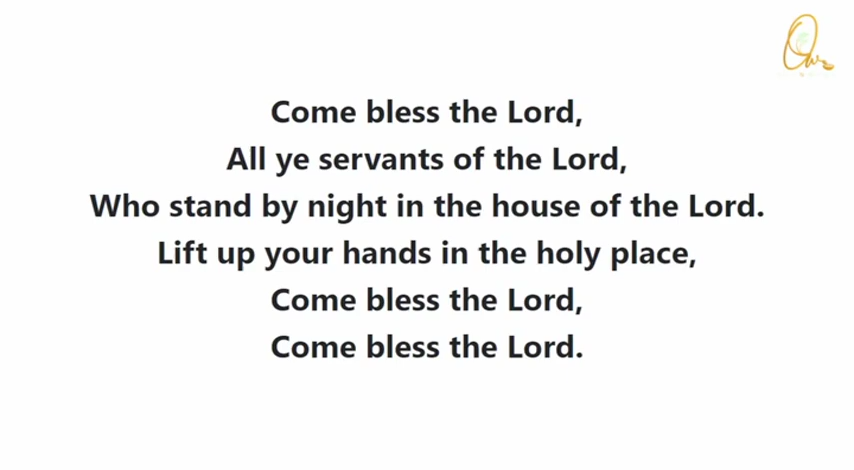 Come bless the Lord,
All ye servants of the Lord,
Who stand by night in the house of the Lord.
Lift up your hands in the holy place,
Come bless the Lord,
Come bless the Lord.